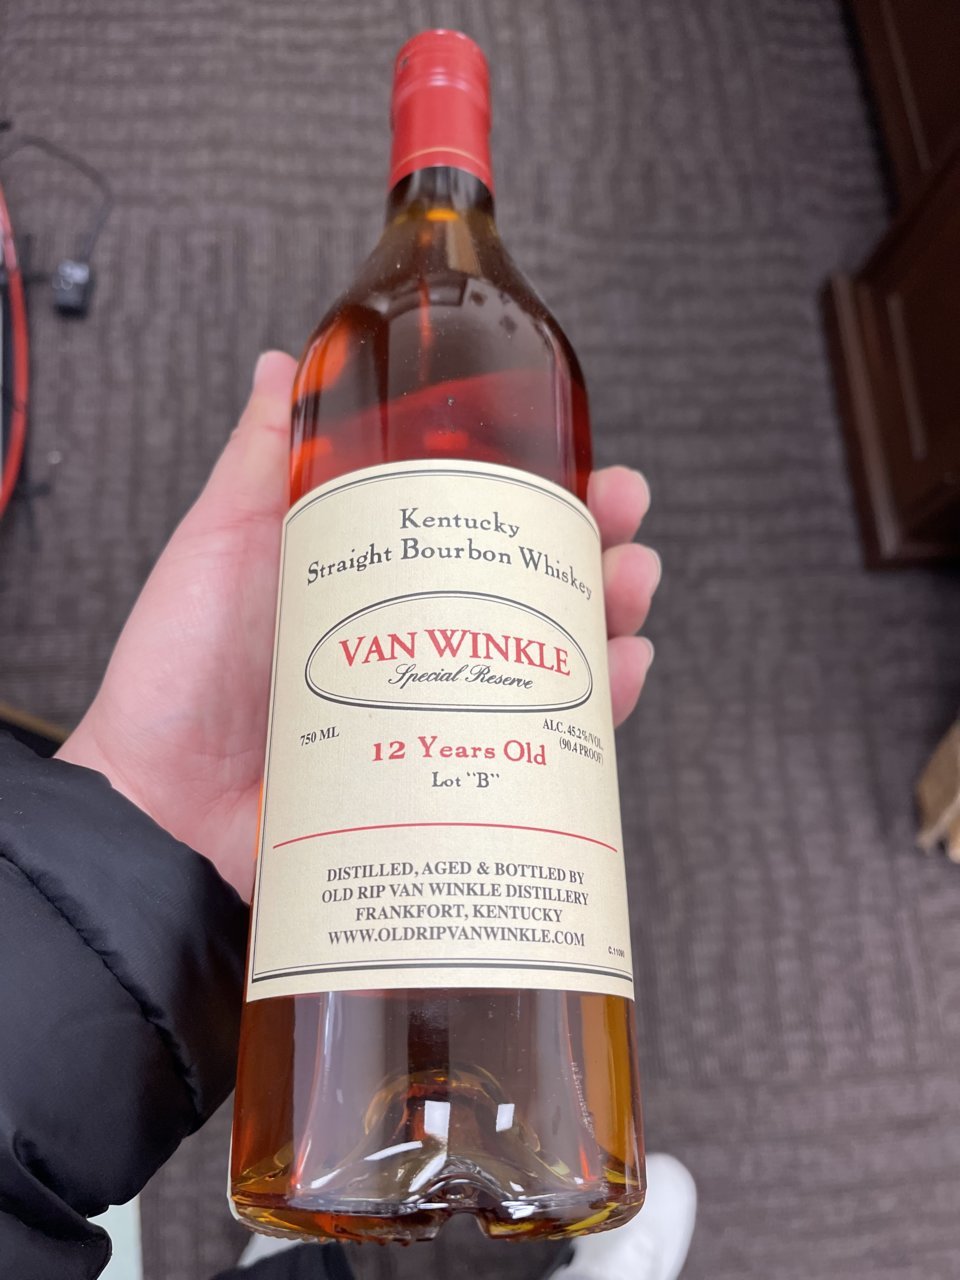 Kentucky
Straight Bourbon Whiskey
VAN WINKLE
Special Reserve
750 ML
ALC. 45.2%/VOL.
(90.4 PROOF)
12 Years Old
Lot "B"
DISTILLED, AGED & BOTTLED BY
OLD RIP VAN WINKLE DISTILLERY
FRANKFORT, KENTUCKY
WWW.OLDRIPVANWINKLE.COM